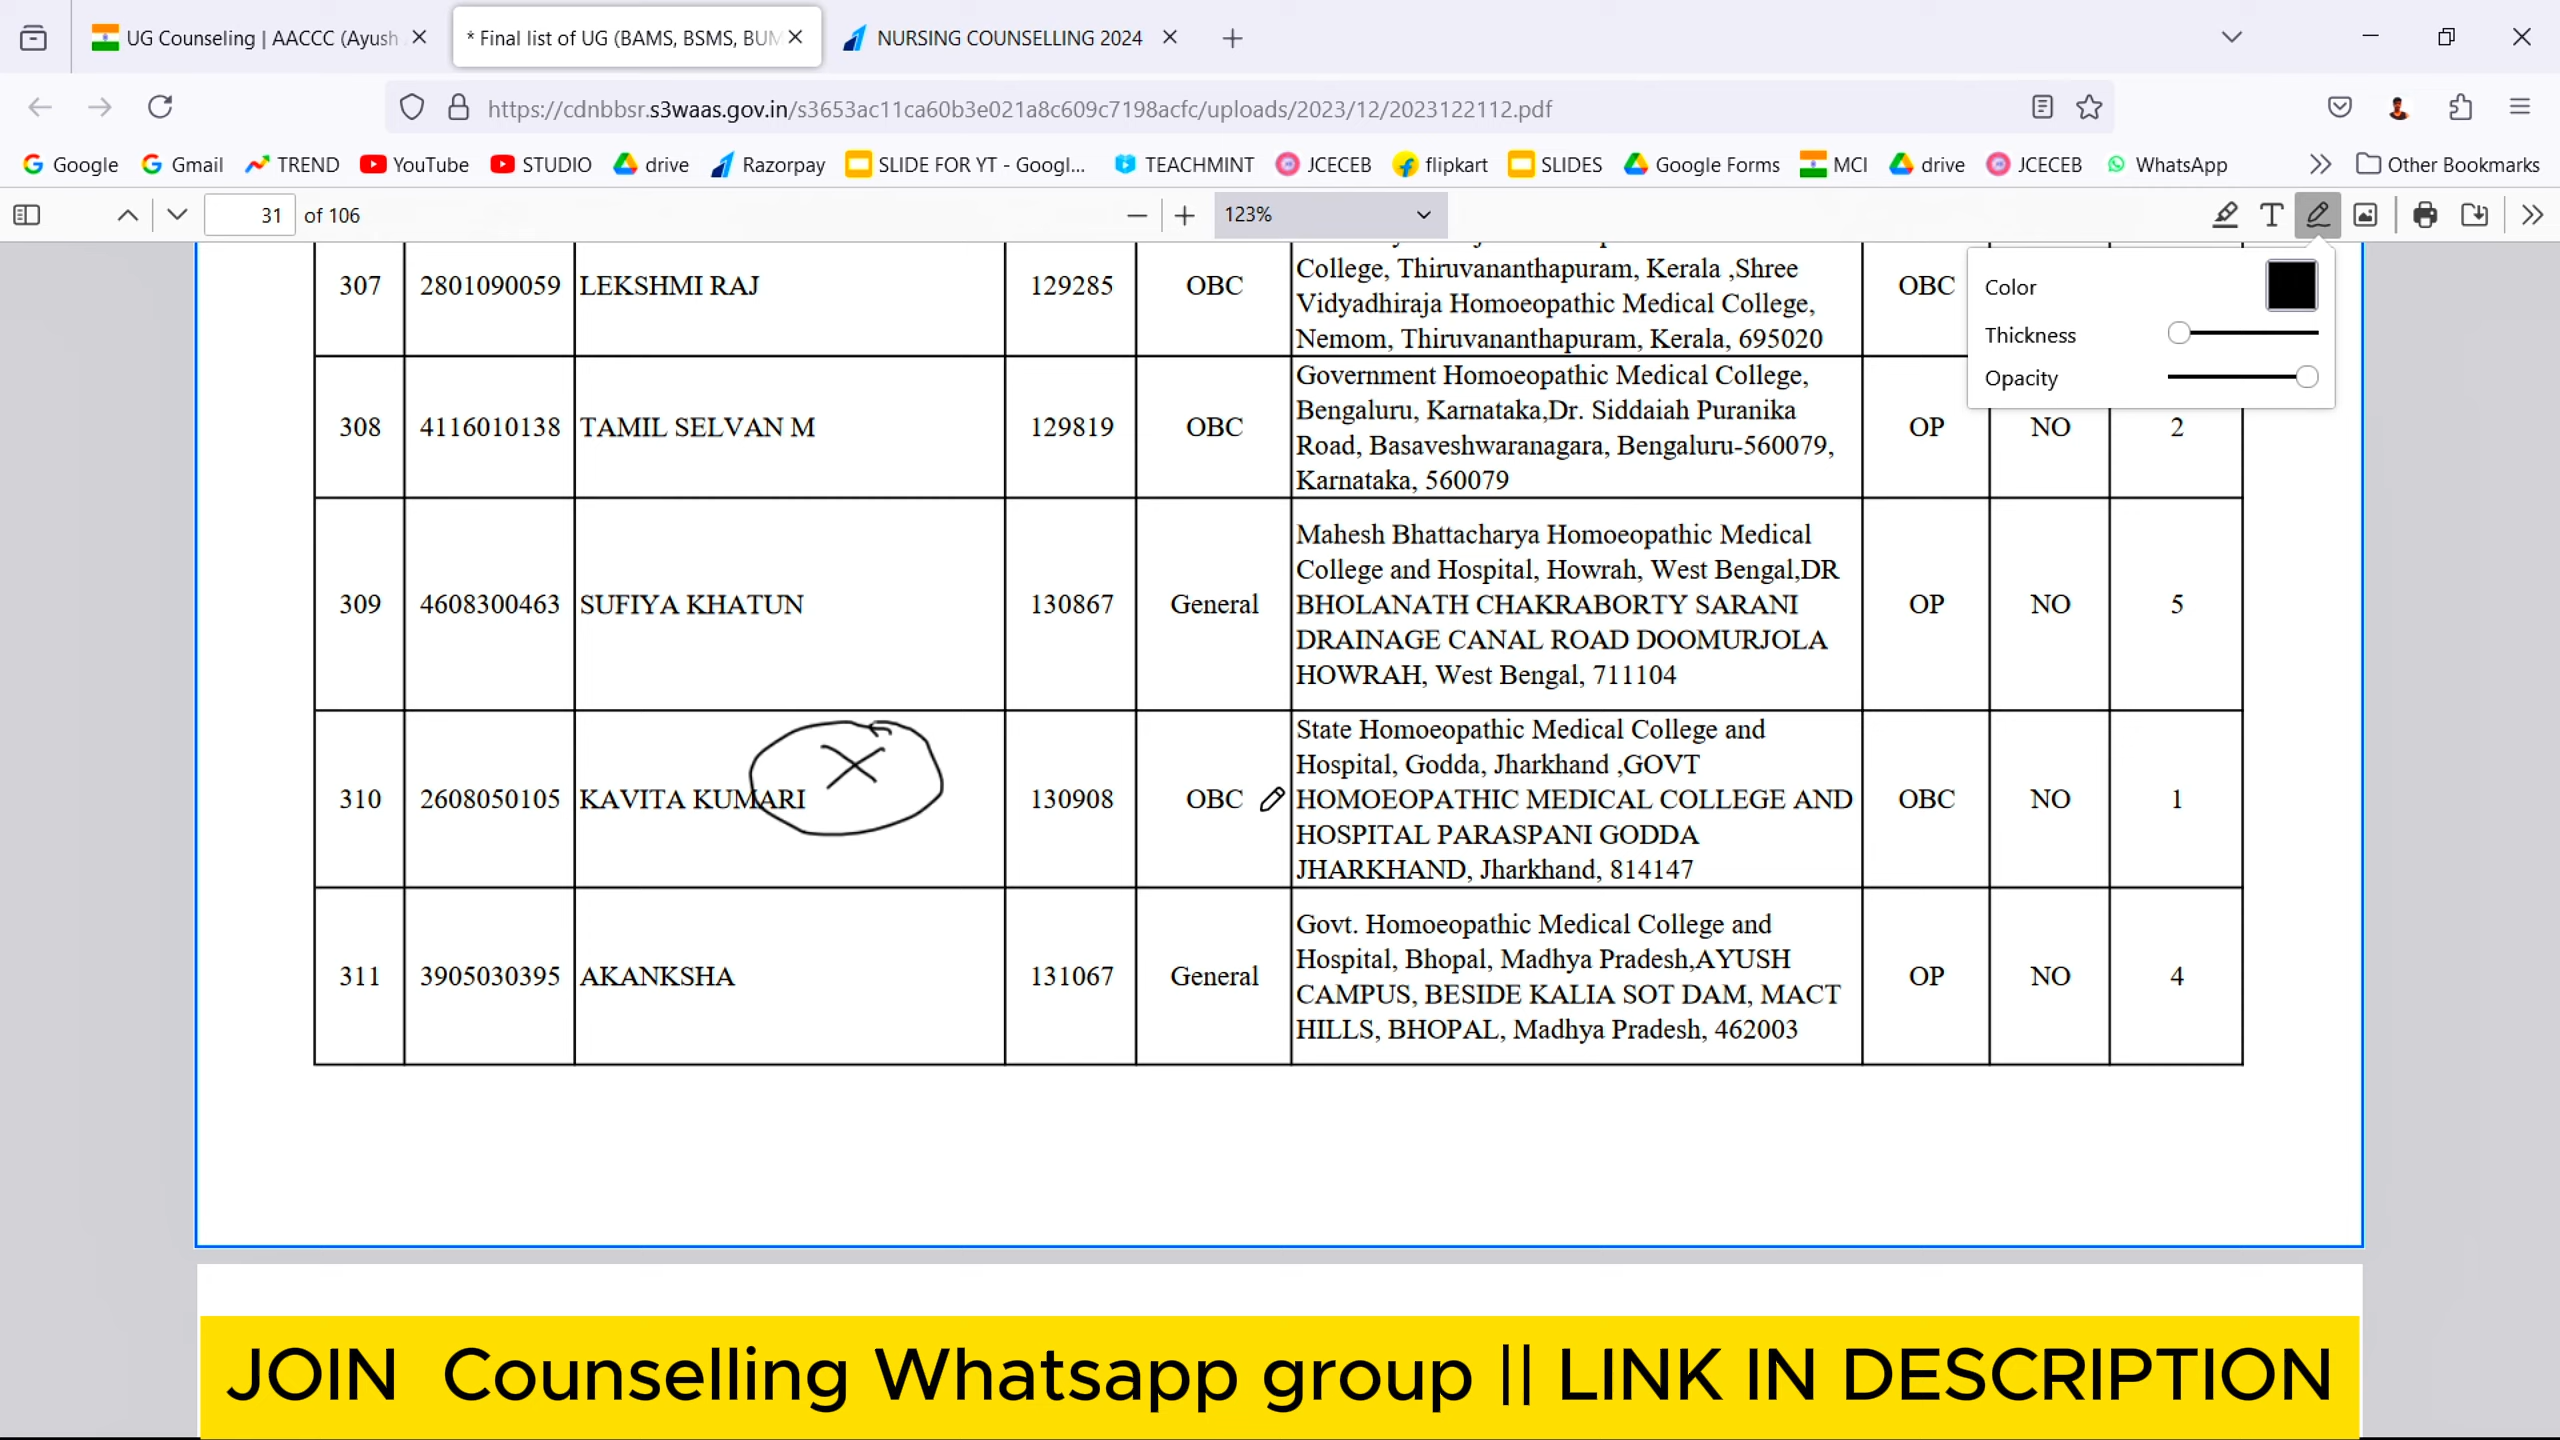 UG Counseling | AACCC (Ayush
* Final list of UG (BAMS, BSMS, BUM
NURSING COUNSELLING 2024
https://cdnbbsr.s3waas.gov.in/s3653ac11ca60b3e021a8c609c7198acfc/uploads/2023/12/2023122112.pdf
Google Gmail TREND YouTube STUDIO drive Razorpay SLIDE FOR YT - Googl... TEACHMINT JCECEB flipkart SLIDES Google Forms MCI drive JCECEB WhatsApp Other Bookmarks
31 of 106 123%
Color
Thickness
Opacity
307 2801090059 LEKSHMI RAJ 129285 OBC
College, Thiruvananthapuram, Kerala ,Shree
Vidyadhiraja Homoeopathic Medical College,
Nemom, Thiruvananthapuram, Kerala, 695020
OBC
308 4116010138 TAMIL SELVAN M 129819 OBC
Government Homoeopathic Medical College,
Bengaluru, Karnataka,Dr. Siddaiah Puranika
Road, Basaveshwaranagara, Bengaluru-560079,
Karnataka, 560079
OP NO 2
309 4608300463 SUFIYA KHATUN 130867 General
Mahesh Bhattacharya Homoeopathic Medical
College and Hospital, Howrah, West Bengal,DR
BHOLANATH CHAKRABORTY SARANI
DRAINAGE CANAL ROAD DOOMURJOLA
HOWRAH, West Bengal, 711104
OP NO 5
310 2608050105 KAVITA KUMARI 130908 OBC
State Homoeopathic Medical College and
Hospital, Godda, Jharkhand ,GOVT
HOMOEOPATHIC MEDICAL COLLEGE AND
HOSPITAL PARASPANI GODDA
JHARKHAND, Jharkhand, 814147
OBC NO 1
311 3905030395 AKANKSHA 131067 General
Govt. Homoeopathic Medical College and
Hospital, Bhopal, Madhya Pradesh,AYUSH
CAMPUS, BESIDE KALIA SOT DAM, MACT
HILLS, BHOPAL, Madhya Pradesh, 462003
OP NO 4
JOIN Counselling Whatsapp group || LINK IN DESCRIPTION